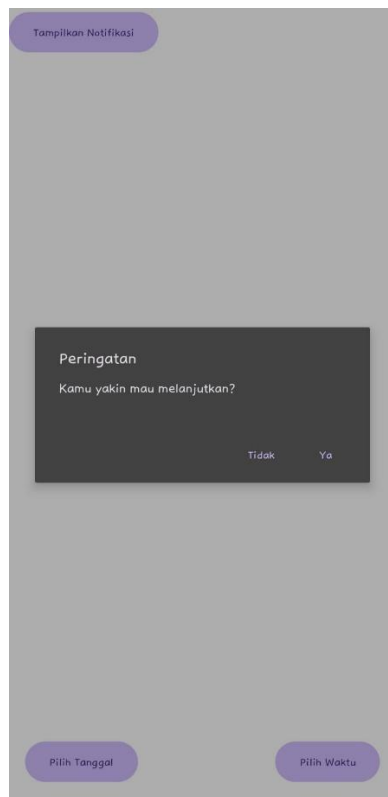 Tampilkan Notifikasi
Peringatan
Kamu yakin mau melanjutkan?
Tidak Ya
Pilih Tanggal Pilih Waktu